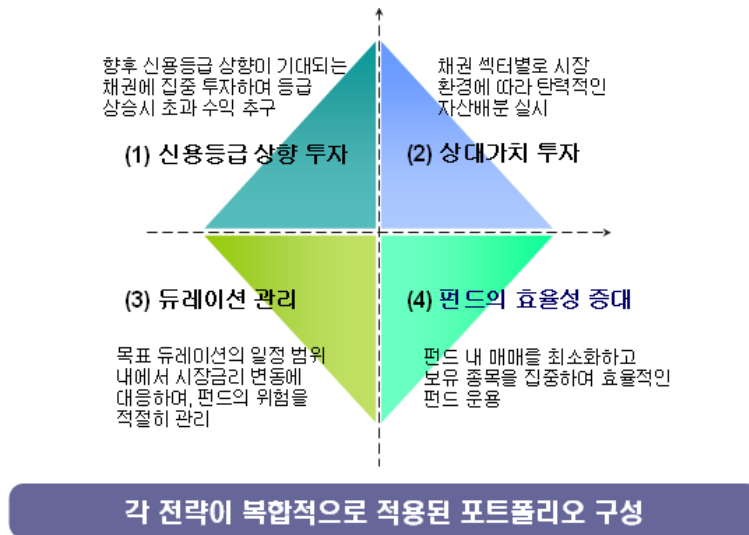 향후 신용등급 상향이 기대되는
채권에 집중 투자하며 등급
상승시 초과 수익 추구
(1) 신용등급 상향 투자
채권 섹터별로 시장
환경에 따라 탄력적인
자산배분 실시
(2) 상대가치 투자
(3) 듀레이션 관리
목표 듀레이션의 일정 범위
내에서 시장금리 변동에
대응하며, 펀드의 위험을
적절히 관리
(4) 펀드의 효율성 증대
펀드 내 매매를 최소화하고
보유 종목을 집중하며 효율적인
펀드 운용
각 전략이 복합적으로 적용된 포트폴리오 구성